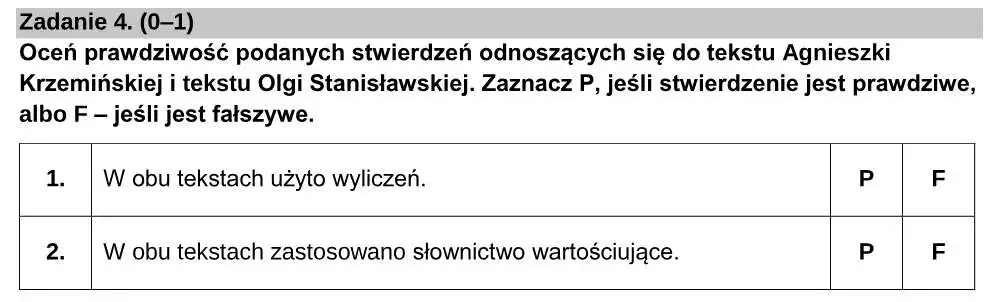 Zadanie 4. (0–1)
Oceń prawdziwość podanych stwierdzeń odnoszących się do tekstu Agnieszki
Krzemińskiej i tekstu Olgi Stanisławskiej. Zaznacz P, jeśli stwierdzenie jest prawdziwe,
albo F – jeśli jest fałszywe.
1. W obu tekstach użyto wyliczeń. P F
2. W obu tekstach zastosowano słownictwo wartościujące. P F